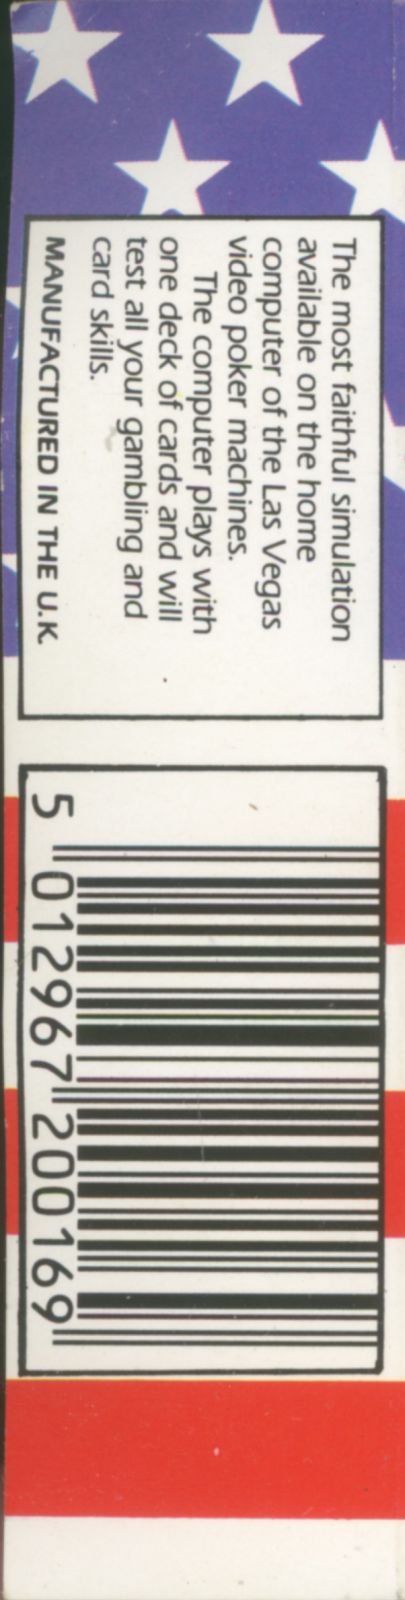 The most faithful simulation
available on the home
computer of the Las Vegas
video poker machines.
The computer plays with
one deck of cards and will
test all your gambling and
card skills.
MANUFACTURED IN THE U.K.
5 012967 200169